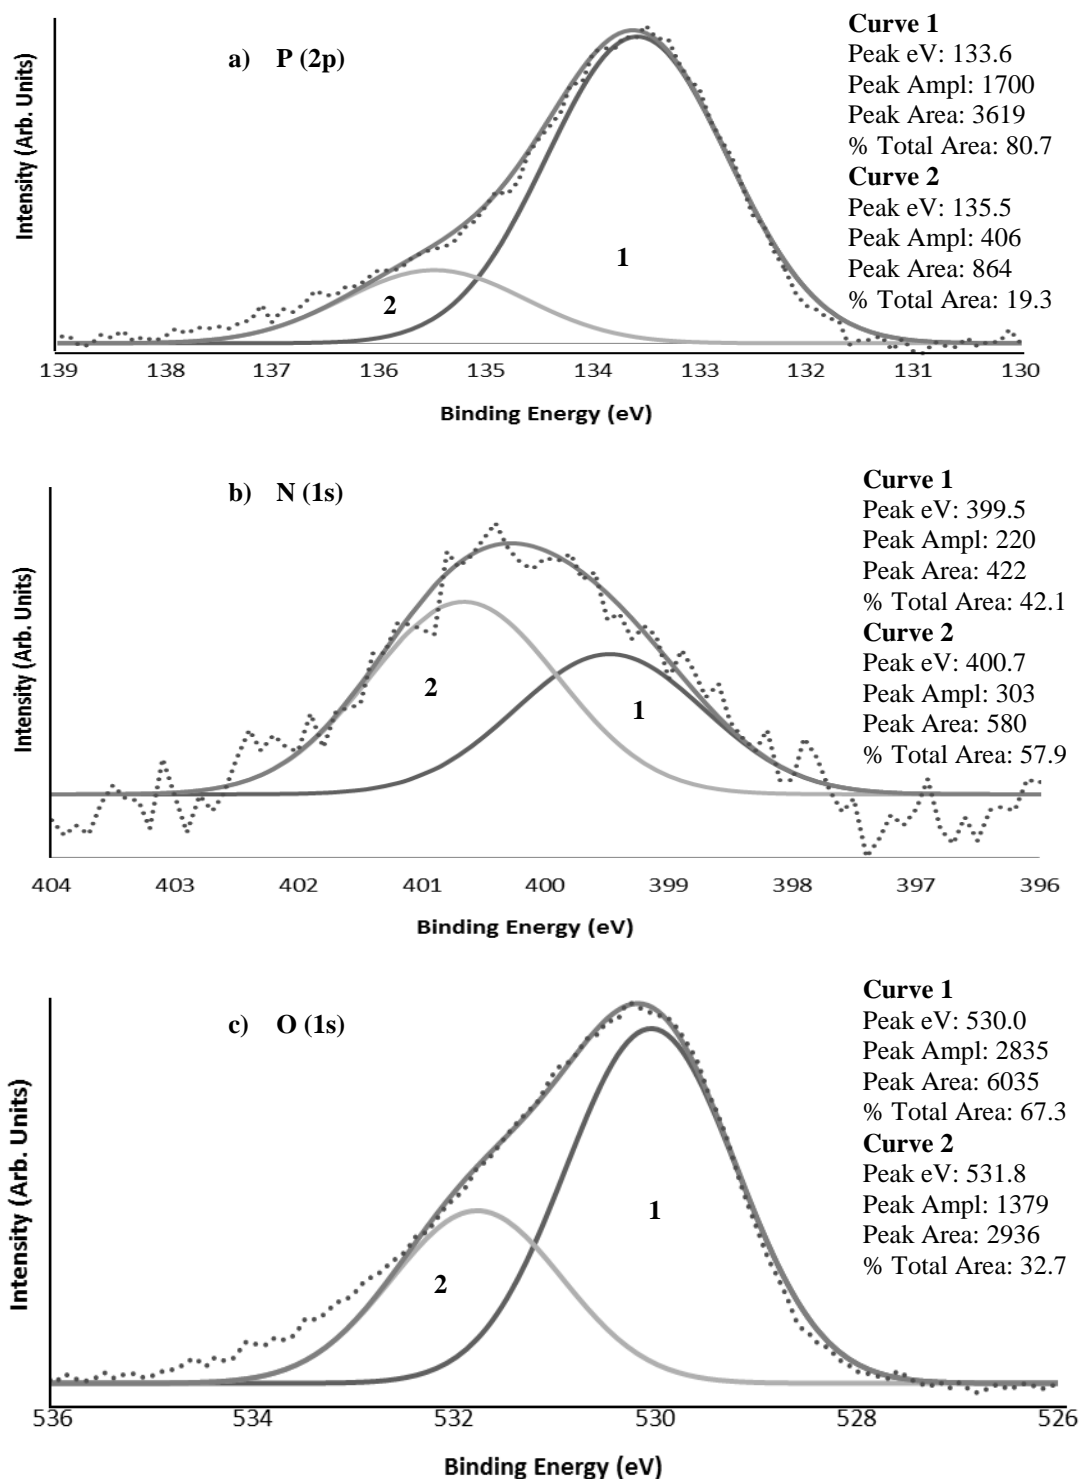 a) P (2p)
Curve 1
Peak eV: 133.6
Peak Ampl: 1700
Peak Area: 3619
% Total Area: 80.7
Curve 2
Peak eV: 135.5
Peak Ampl: 406
Peak Area: 864
% Total Area: 19.3
Intensity (Arb. Units)
1
2
139 138 137 136 135 134 133 132 131 130
Binding Energy (eV)
b) N (1s)
Curve 1
Peak eV: 399.5
Peak Ampl: 220
Peak Area: 422
% Total Area: 42.1
Curve 2
Peak eV: 400.7
Peak Ampl: 303
Peak Area: 580
% Total Area: 57.9
Intensity (Arb. Units)
2
1
404 403 402 401 400 399 398 397 396
Binding Energy (eV)
c) O (1s)
Curve 1
Peak eV: 530.0
Peak Ampl: 2835
Peak Area: 6035
% Total Area: 67.3
Curve 2
Peak eV: 531.8
Peak Ampl: 1379
Peak Area: 2936
% Total Area: 32.7
Intensity (Arb. Units)
1
2
536 534 532 530 528 526
Binding Energy (eV)